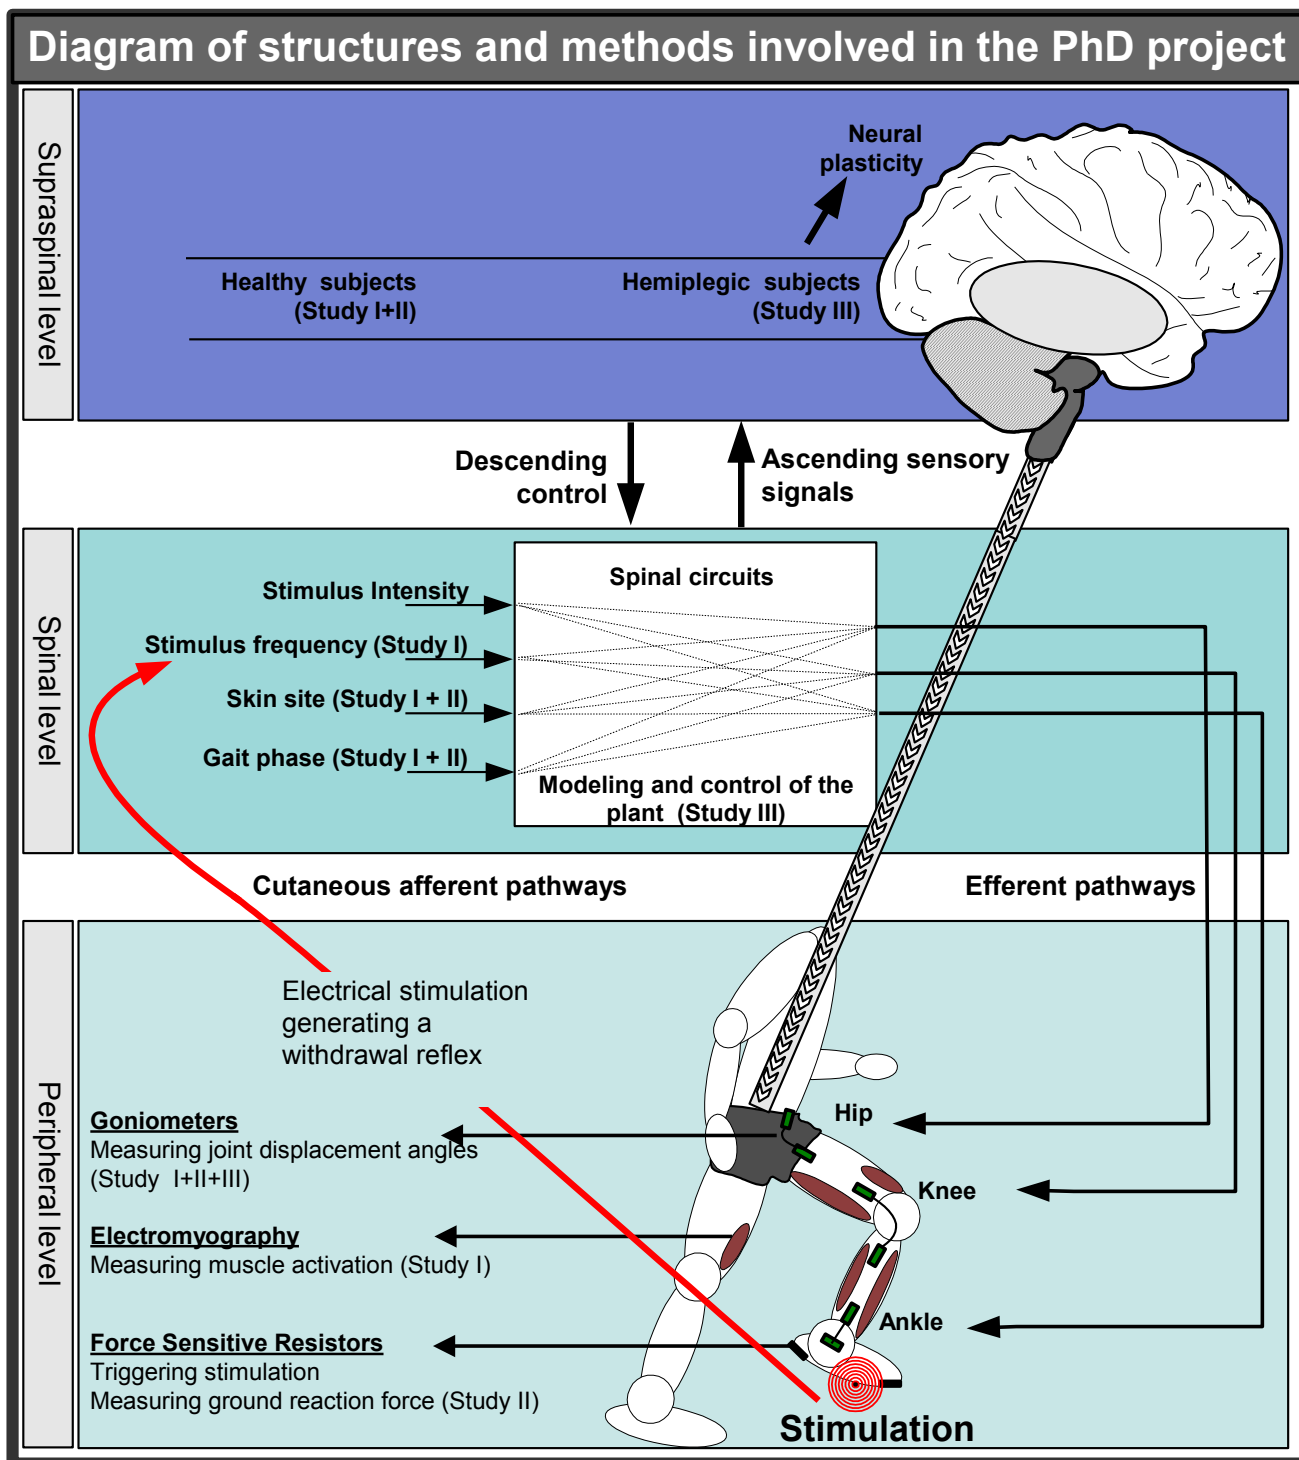 Diagram of structures and methods involved in the PhD project
Supraspinal level
Neural
plasticity
Healthy subjects
(Study I+II)
Hemiplegic subjects
(Study III)
Descending
control
Ascending sensory
signals
Spinal level
Stimulus Intensity
Stimulus frequency (Study I)
Skin site (Study I + II)
Gait phase (Study I + II)
Spinal circuits
Modeling and control of the
plant (Study III)
Cutaneous afferent pathways
Efferent pathways
Peripheral level
Electrical stimulation
generating a
withdrawal reflex
Goniometers
Measuring joint displacement angles
(Study I+II+III)
Electromyography
Measuring muscle activation (Study I)
Force Sensitive Resistors
Triggering stimulation
Measuring ground reaction force (Study II)
Hip
Knee
Ankle
Stimulation